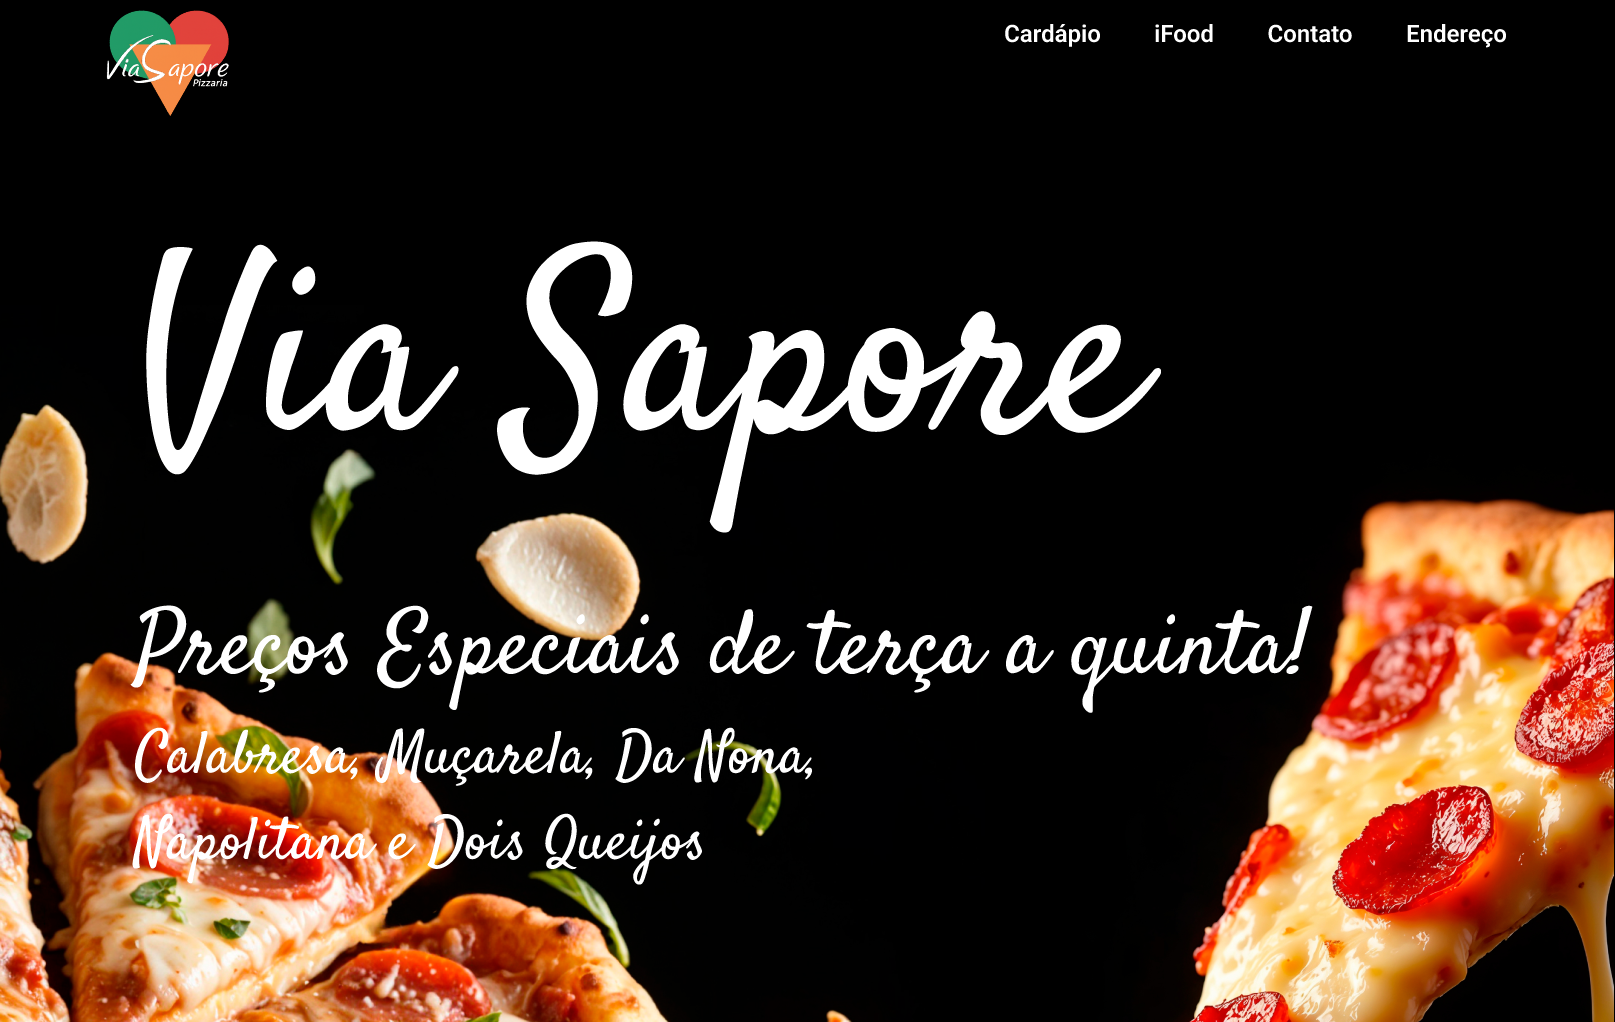 Via Sapore
Pizzaria
Cardápio iFood Contato Endereço
Via Sapore
Preços Especiais de terça a quinta!
Calabresa, Muçarela, Da Nona,
Napolitana e Dois Queijos